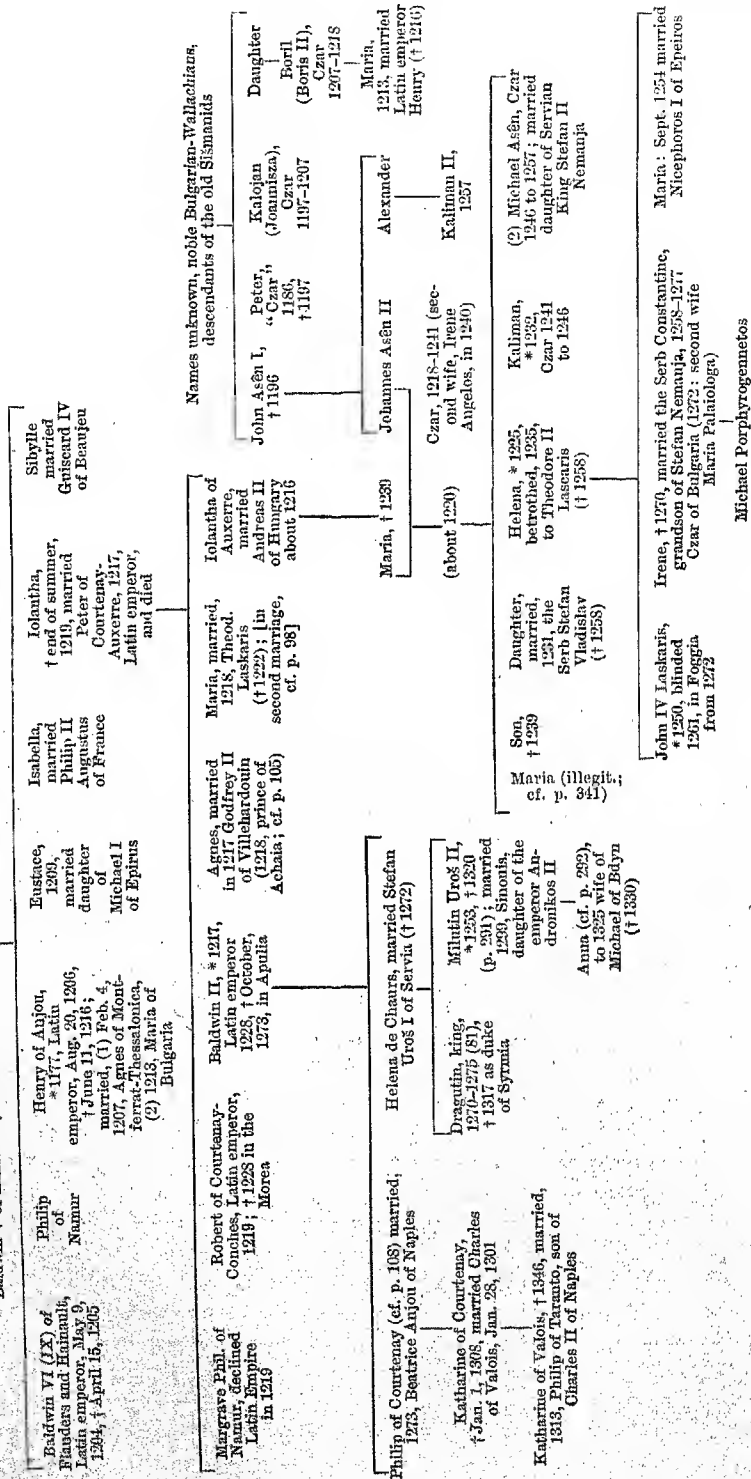 Baldwin VI (IX) of
Flanders and Hainault,
Latin emperor, May 9,
1204, † April 15, 1205
Philip
of
Namur
Henry of Anjou,
*1177, Latin
emperor, Aug. 20, 1206,
† June 11, 1216;
married, (1) Feb. 4,
1207, Agnes of Mont-
ferrat-Thessalonica,
(2) 1213, Maria of
Bulgaria
Eustace,
1209,
married
daughter
of
Michael I
of Epirus
Isabella,
married
Philip II
Augustus
of France
Iolantha,
† end of summer,
1219, married
Peter of
Courtenay-
Auxerre, 1217,
Latin emperor,
and died
Sibylle
married
Guiscard IV
of Beaujeu
Names unknown, noble Bulgarian-Wallachians,
descendants of the old Šišmanids
Margrave Phil. of
Namur, declined
Latin Empire
in 1219
Robert of Courtenay-
Conches, Latin emperor,
1219; † 1228 in the
Morea
Baldwin II, *1217,
Latin emperor
1228, † October,
1273, in Apulia
Agnes, married
in 1217 Godfrey II
of Villehardouin
(1218, prince of
Achaia; cf. p. 105)
Maria, married,
1218, Theod.
Laskaris
(† 1222); [in
second marriage,
cf. p. 98]
Iolantha of
Auxerre,
married
Andreas II
of Hungary
about 1216
John Asên I,
† 1196
Peter,
"Czar"
1186,
† 1197
Kalojan
(Joannisza),
Czar
1197–1207
Daughter
Boril
(Boris II),
Czar
1207–1218
Maria,
1213, married
Latin emperor
Henry († 1216)
Maria, † 1239
Johannes Asên II
Alexander
(about 1220)
Czar, 1218–1241 (sec-
ond wife, Irene
Angelos, in 1240)
Kaliman II,
1257
Philip of Courtenay (cf. p. 108) married,
1273, Beatrice Anjou of Naples
Helena de Chaurs, married Stefan
Uroš I of Servia († 1272)
Maria (illegit.;
cf. p. 341)
Son,
† 1239
Daughter,
married,
1231, the
Serb Stefan
Vladislav
(† 1258)
Helena, *1225,
betrothed, 1235,
to Theodore II
Lascaris
(† 1258)
Kaliman,
*1232,
Czar 1241
to 1246
(2) Michael Asên, Czar
1246 to 1257; married
daughter of Servian
King Stefan II
Nemanja
Katharine of Courtenay,
† Jan. 1, 1308, married Charles
of Valois, Jan. 28, 1301
Dragutin, king,
1270–1275 (81),
† 1317 as duke
of Syrmia
Milutin Uroš II,
*1253, † 1320
(p. 291); married
1299, Simonis,
daughter of the
emperor An-
dronikos II
Katharine of Valois, † 1346, married,
1313, Philip of Taranto, son of
Charles II of Naples
Anna (cf. p. 292),
to 1325 wife of
Michael of Bdyn
(† 1330)
John IV Laskaris,
*1250, blinded
1261, in Foggia
from 1272
Irene, † 1270, married the Serb Constantine,
grandson of Stefan Nemanja, 1258–1277
Czar of Bulgaria (1272: second wife
Maria Palaiologa)
Maria: Sept. 1254 married
Nicephoros I of Epeiros
Michael Porphyrogennetos